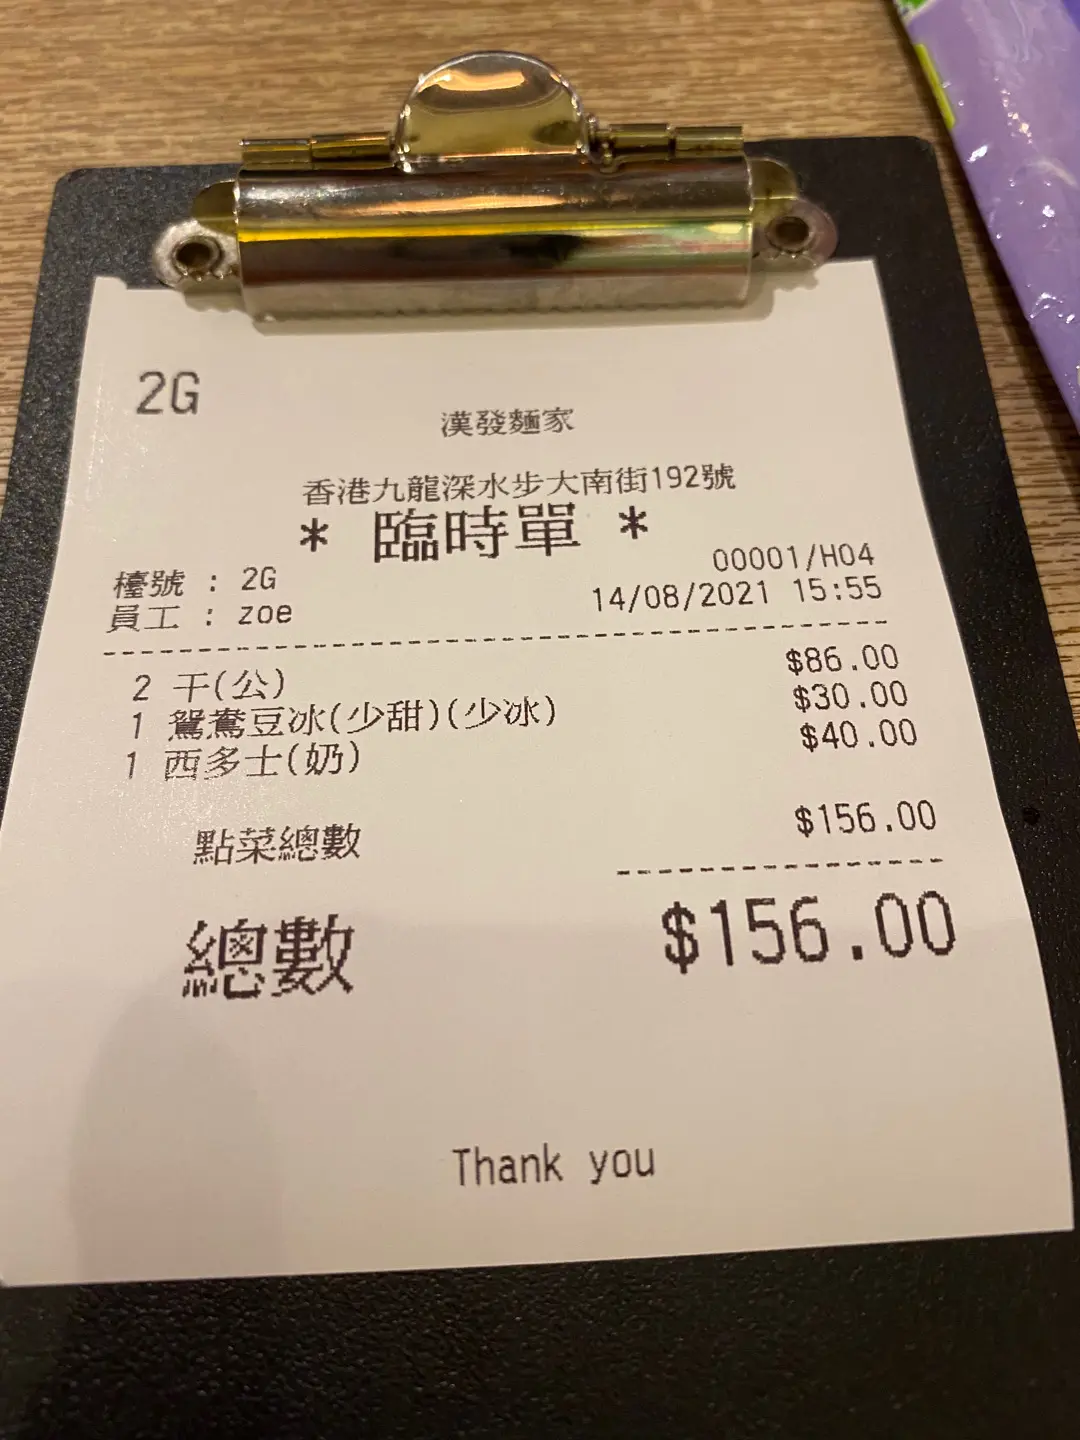 2G
漢發麵家
香港九龍深水步大南街192號
* 臨時單 *
00001/H04
檯號 : 2G
員工 : zoe 14/08/2021 15:55
2 干(公) $86.00
1 鴛鴦豆冰(少甜)(少冰) $30.00
1 西多士(奶) $40.00
點菜總數 $156.00
總數 $156.00
Thank you